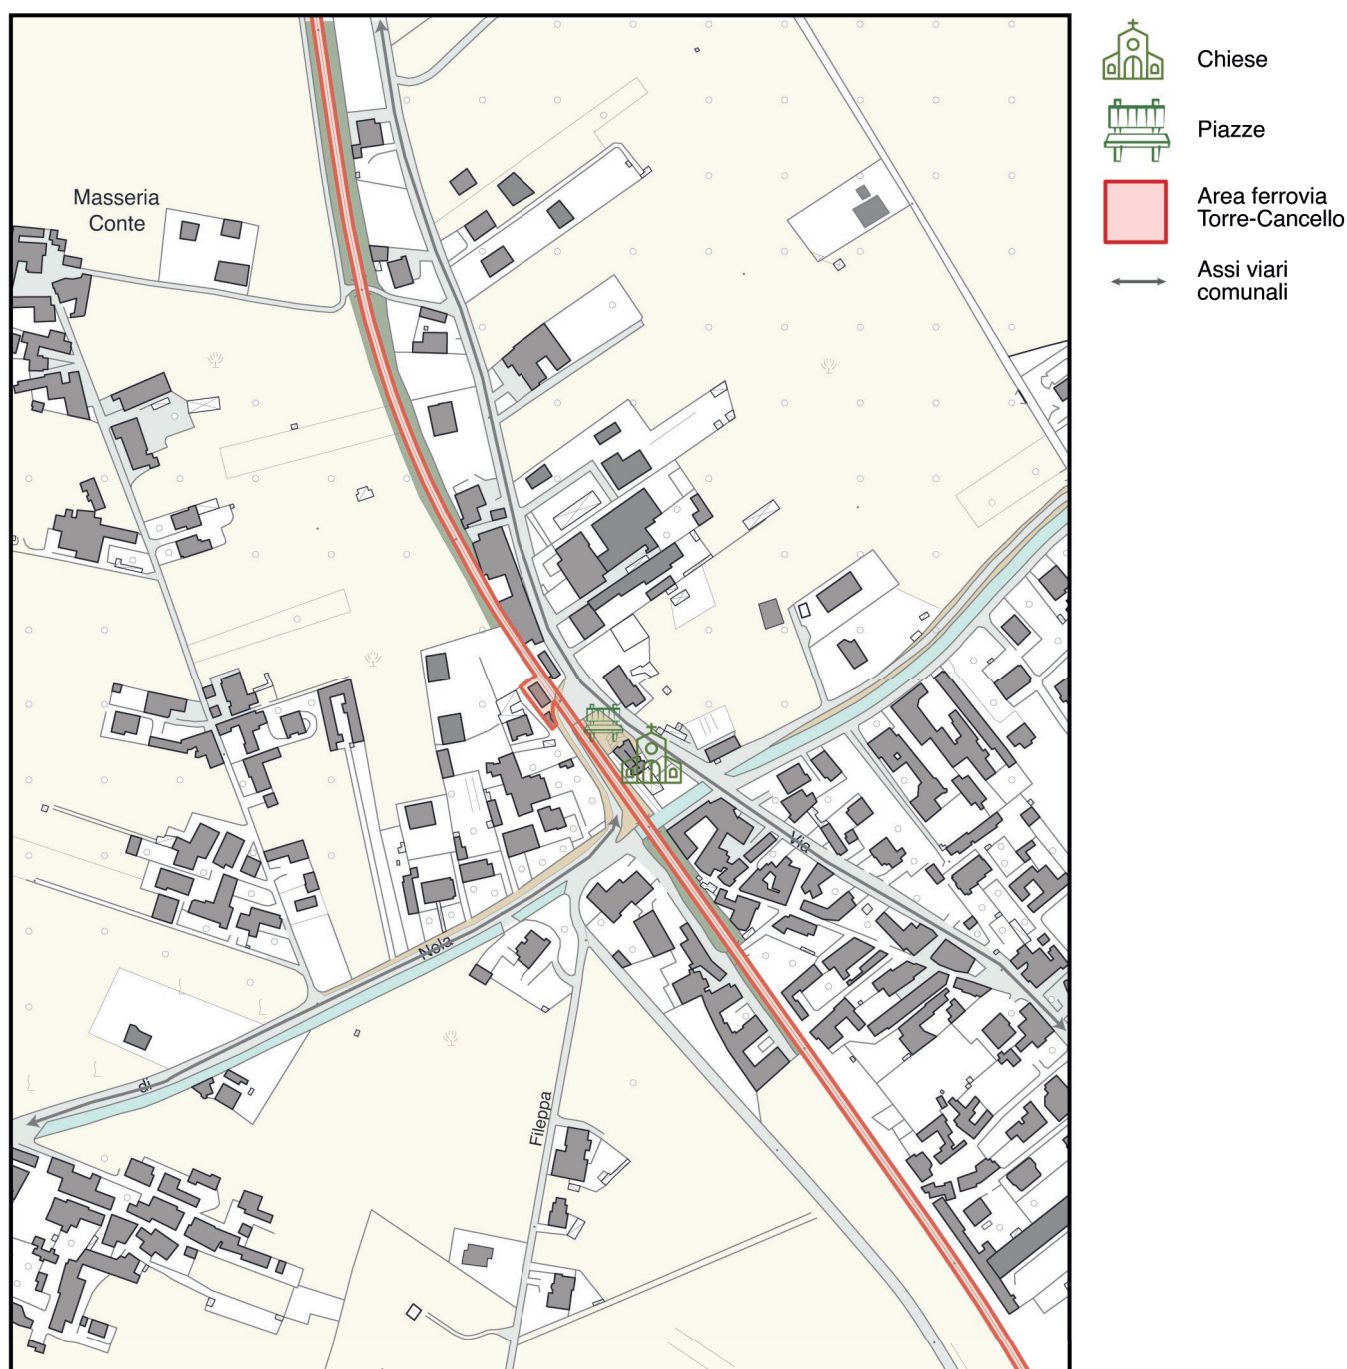 Chiese
Piazze
Area ferrovia
Torre-Cancello
Assi viari
comunali
Masseria
Conte
Via
Nola
di
Fileppa